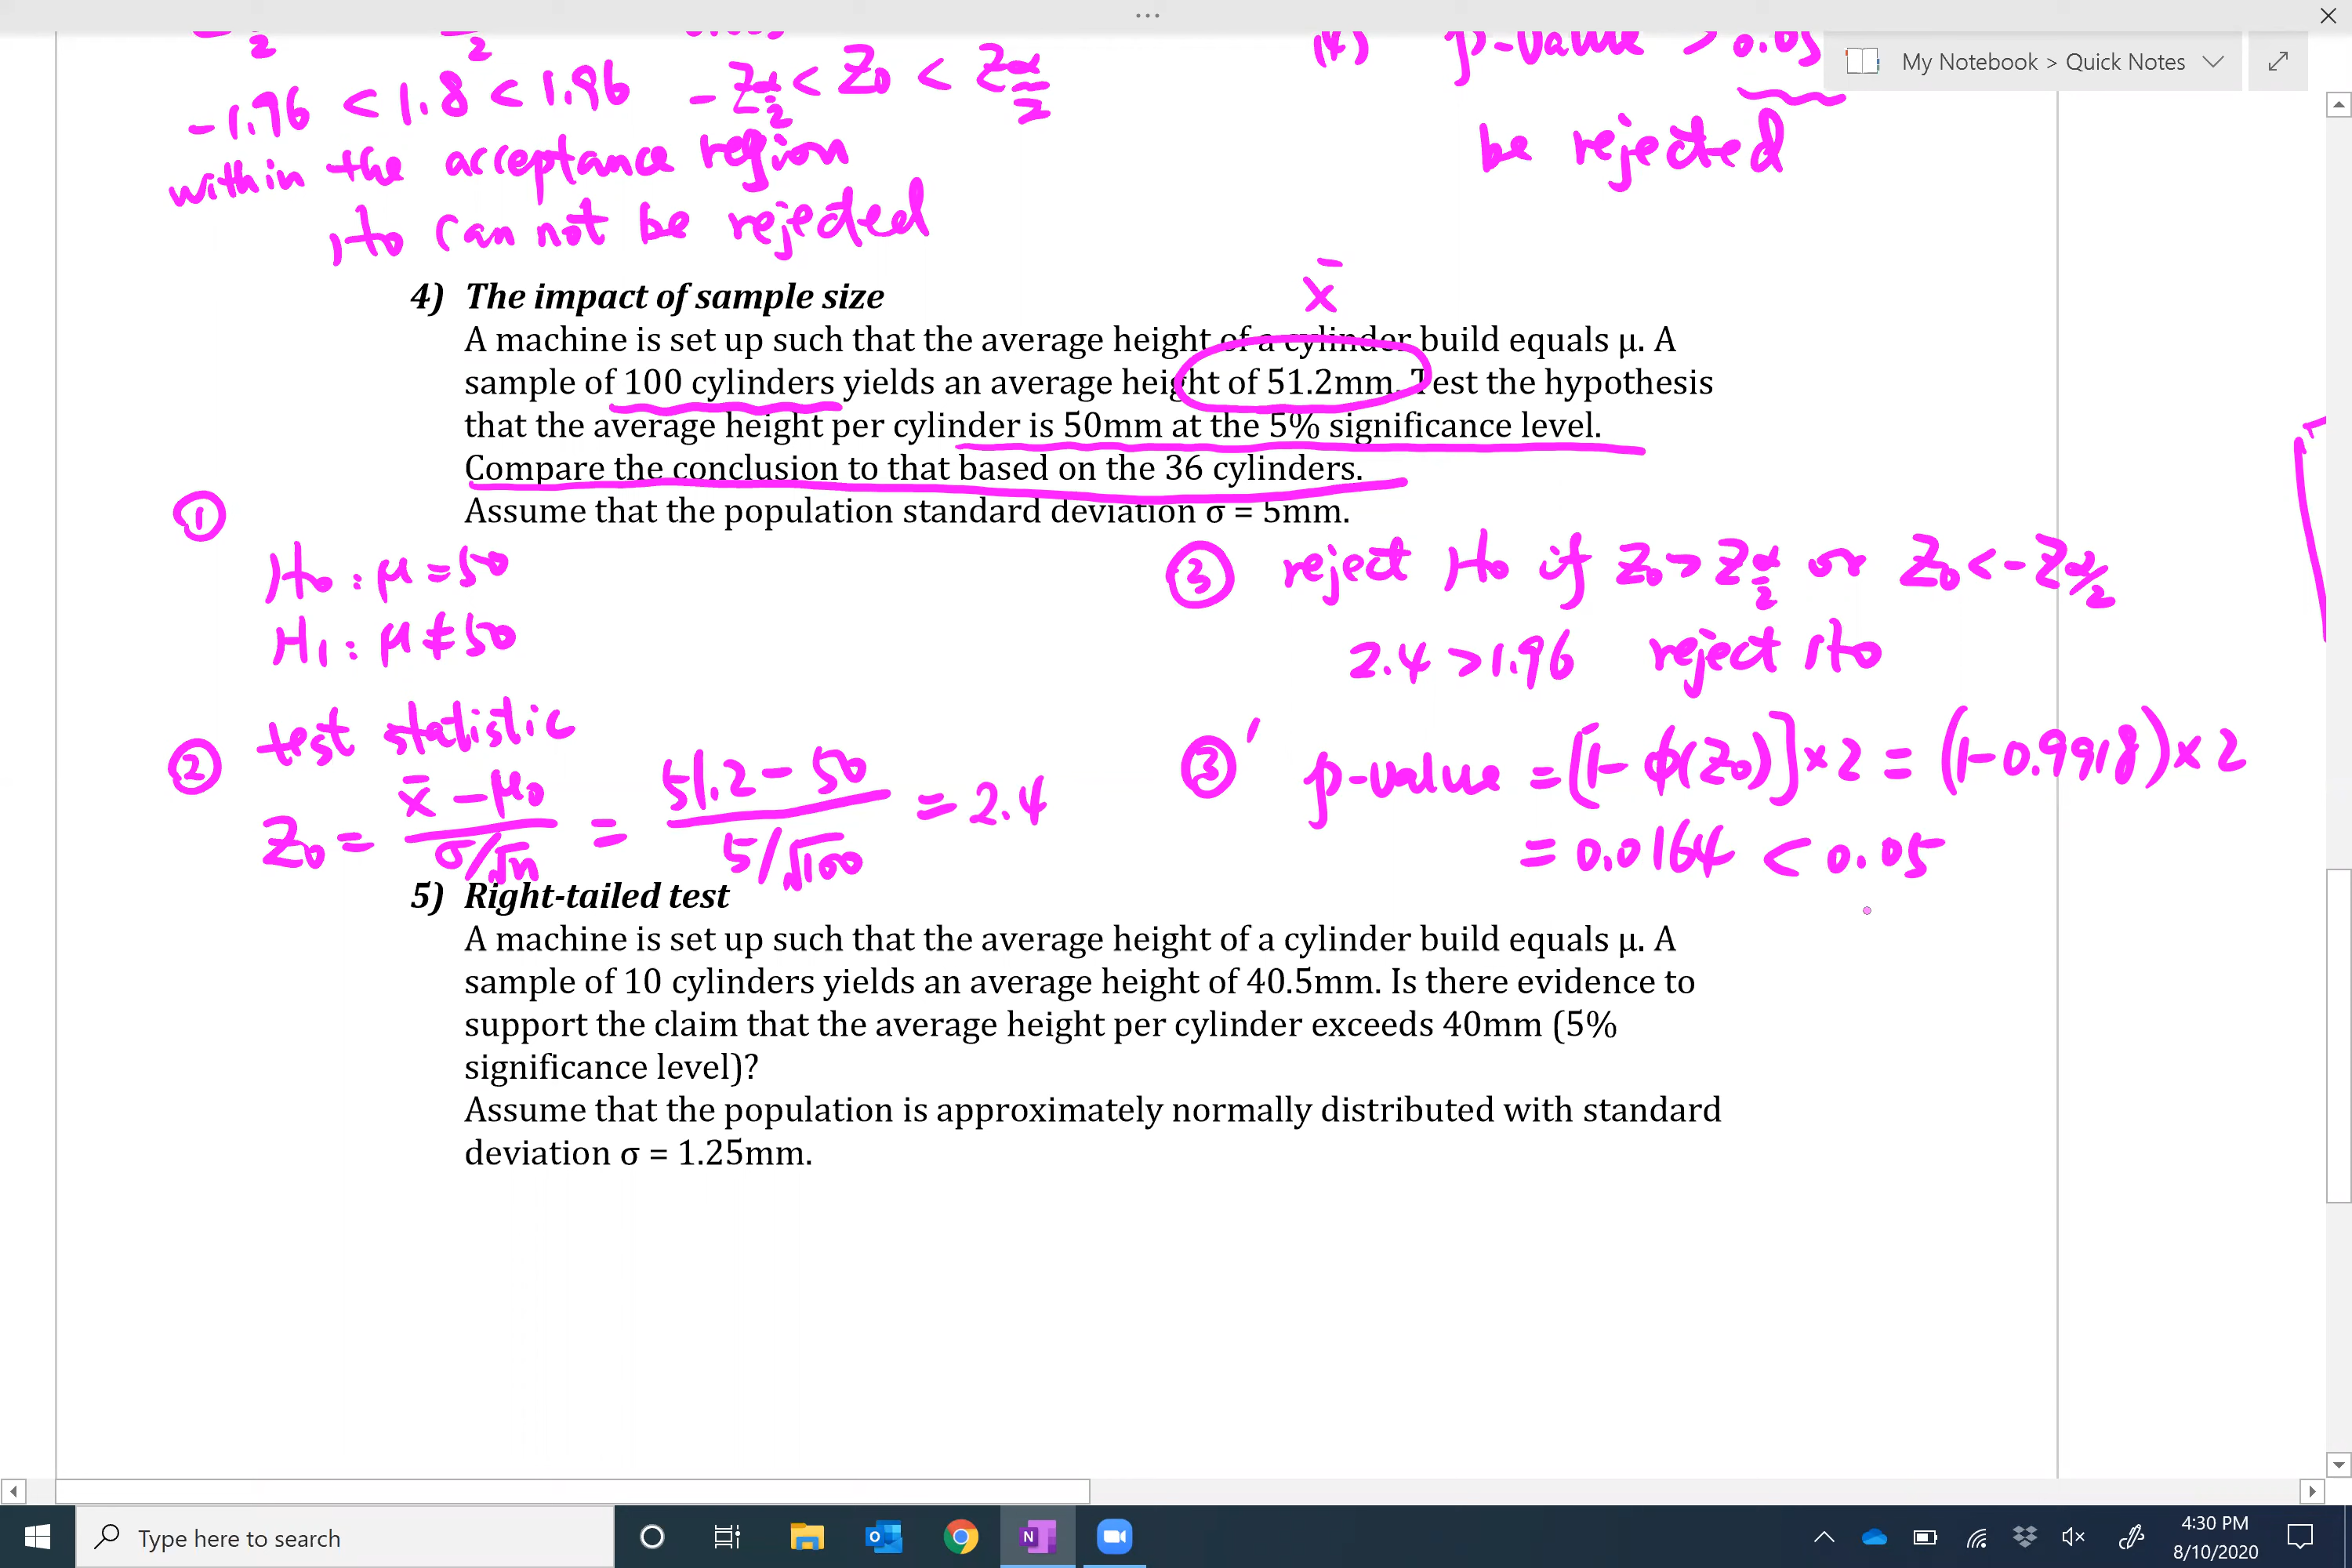 My Notebook > Quick Notes
-1.96 < 1.8 < 1.96 -Zα/2 < Z0 < Zα/2
within the acceptance region
H0 can not be rejected
(4) p-value > 0.05
be rejected
x̄
4) The impact of sample size
A machine is set up such that the average height of a cylinder build equals μ. A
sample of 100 cylinders yields an average height of 51.2mm. Test the hypothesis
that the average height per cylinder is 50mm at the 5% significance level.
Compare the conclusion to that based on the 36 cylinders.
Assume that the population standard deviation σ = 5mm.
①
H0: μ = 50
H1: μ ≠ 50
② test statistic
Z0 = (x̄ - μ0)/(σ/√n) = (51.2 - 50)/(5/√100) = 2.4
③ reject H0 if Z0 > Zα/2 or Z0 < -Zα/2
2.4 > 1.96 reject H0
③' p-value = [1 - φ(Z0)] × 2 = (1 - 0.9918) × 2
= 0.0164 < 0.05
5) Right-tailed test
A machine is set up such that the average height of a cylinder build equals μ. A
sample of 10 cylinders yields an average height of 40.5mm. Is there evidence to
support the claim that the average height per cylinder exceeds 40mm (5%
significance level)?
Assume that the population is approximately normally distributed with standard
deviation σ = 1.25mm.
Type here to search
4:30 PM
8/10/2020